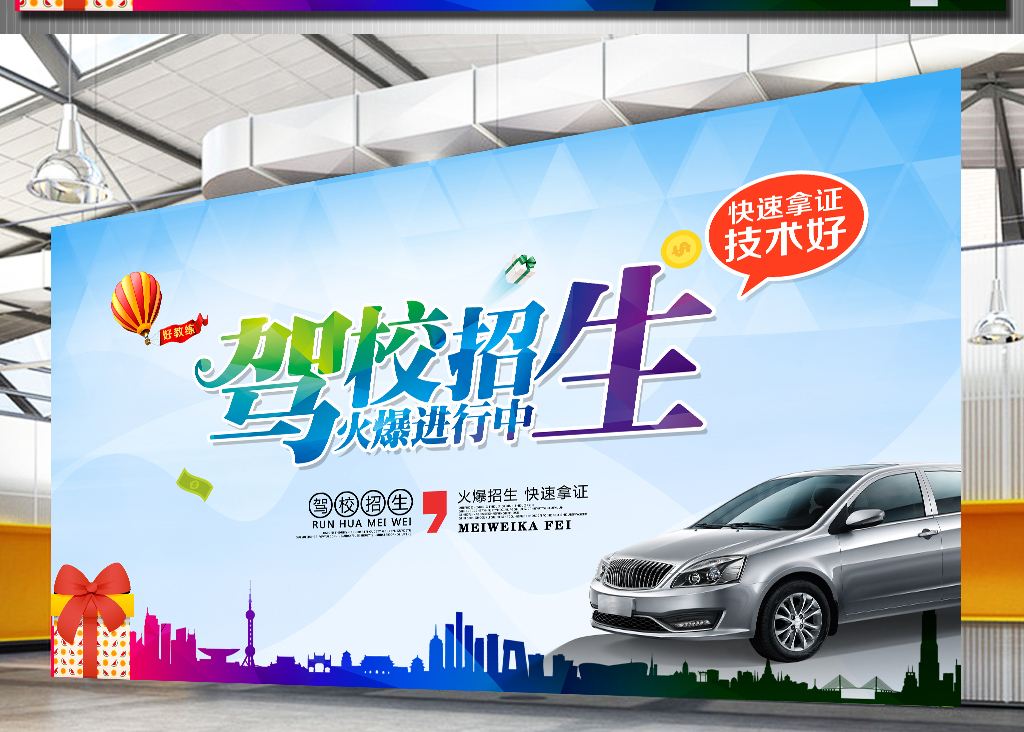 快速拿证
技术好
好教练
驾校招生
火爆进行中
驾校招生
RUN HUA MEI WEI
火爆招生 快速拿证
MEIWEIKA FEI